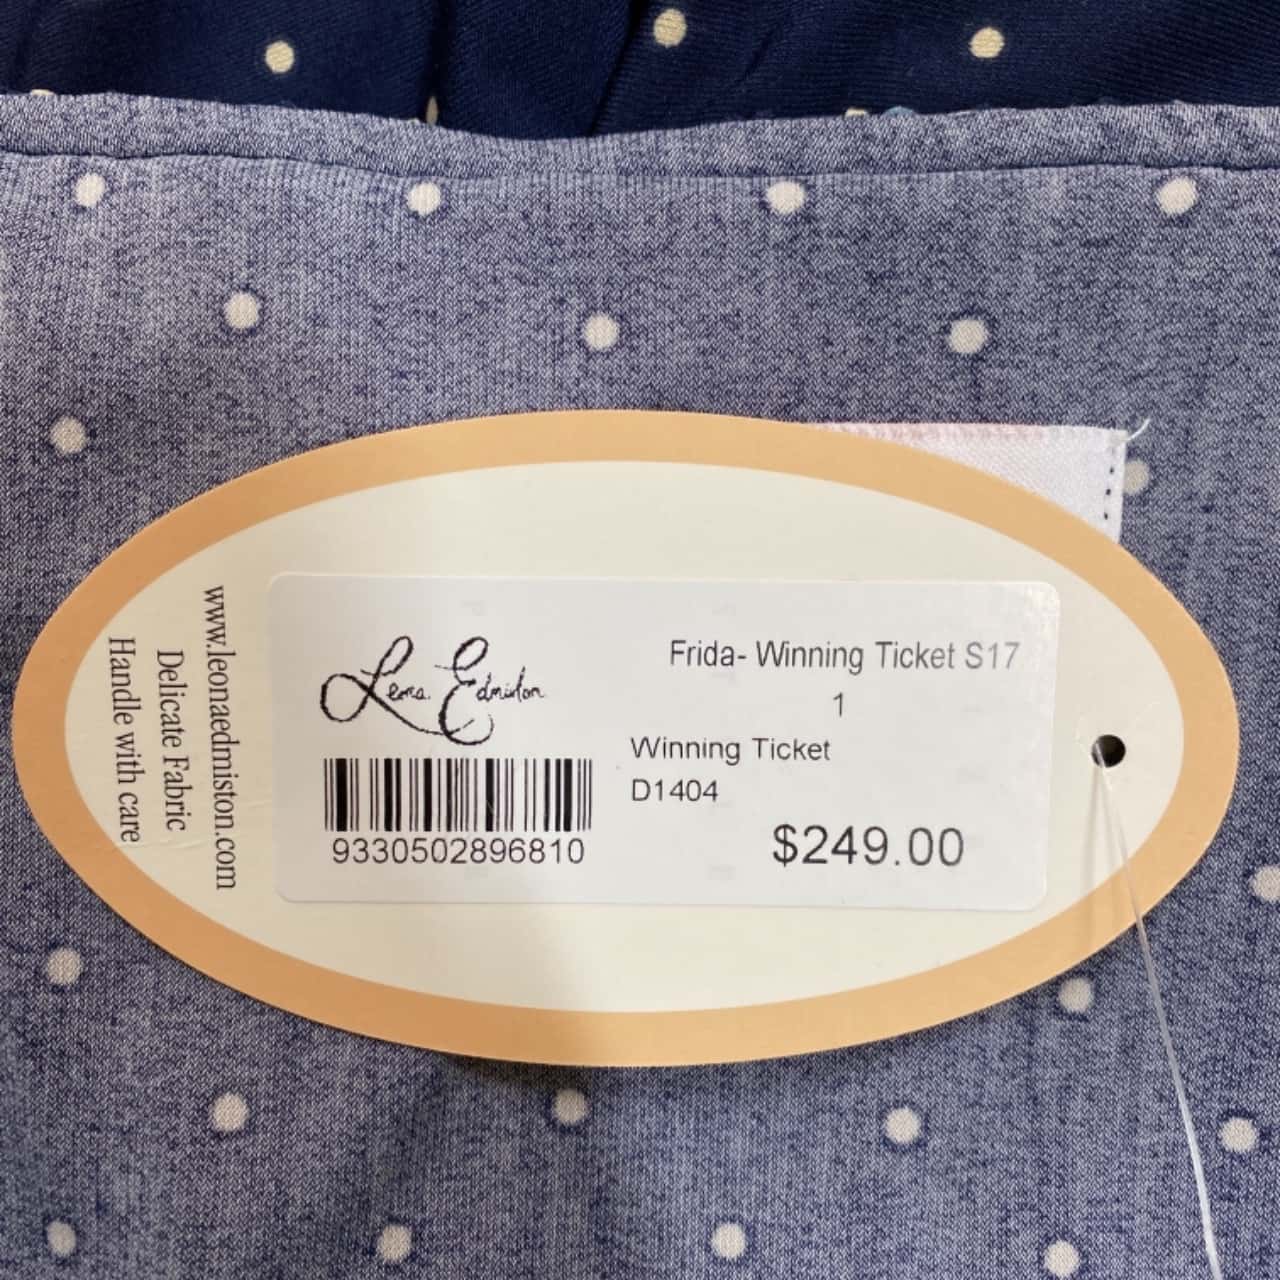 www.leonaedmiston.com
Delicate Fabric
Handle with care
Leona Edmiston
Frida- Winning Ticket S17
1
Winning Ticket
D1404
9330502896810
$249.00